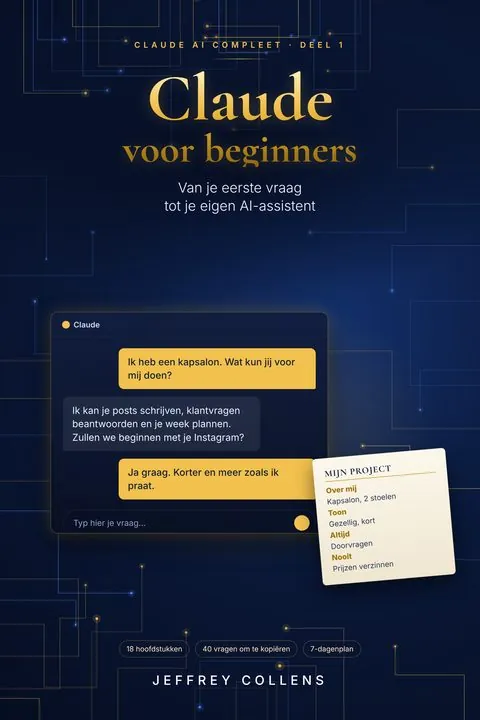 CLAUDE AI COMPLEET · DEEL 1
Claude
voor beginners
Van je eerste vraag
tot je eigen AI-assistent
Claude
Ik heb een kapsalon. Wat kun jij voor
mij doen?
Ik kan je posts schrijven, klantvragen
beantwoorden en je week plannen.
Zullen we beginnen met je Instagram?
Ja graag. Korter en meer zoals ik
praat.
Typ hier je vraag...
MIJN PROJECT
Over mij
Kapsalon, 2 stoelen
Toon
Gezellig, kort
Altijd
Doorvragen
Nooit
Prijzen verzinnen
18 hoofdstukken
40 vragen om te kopiëren
7-dagenplan
JEFFREY COLLENS